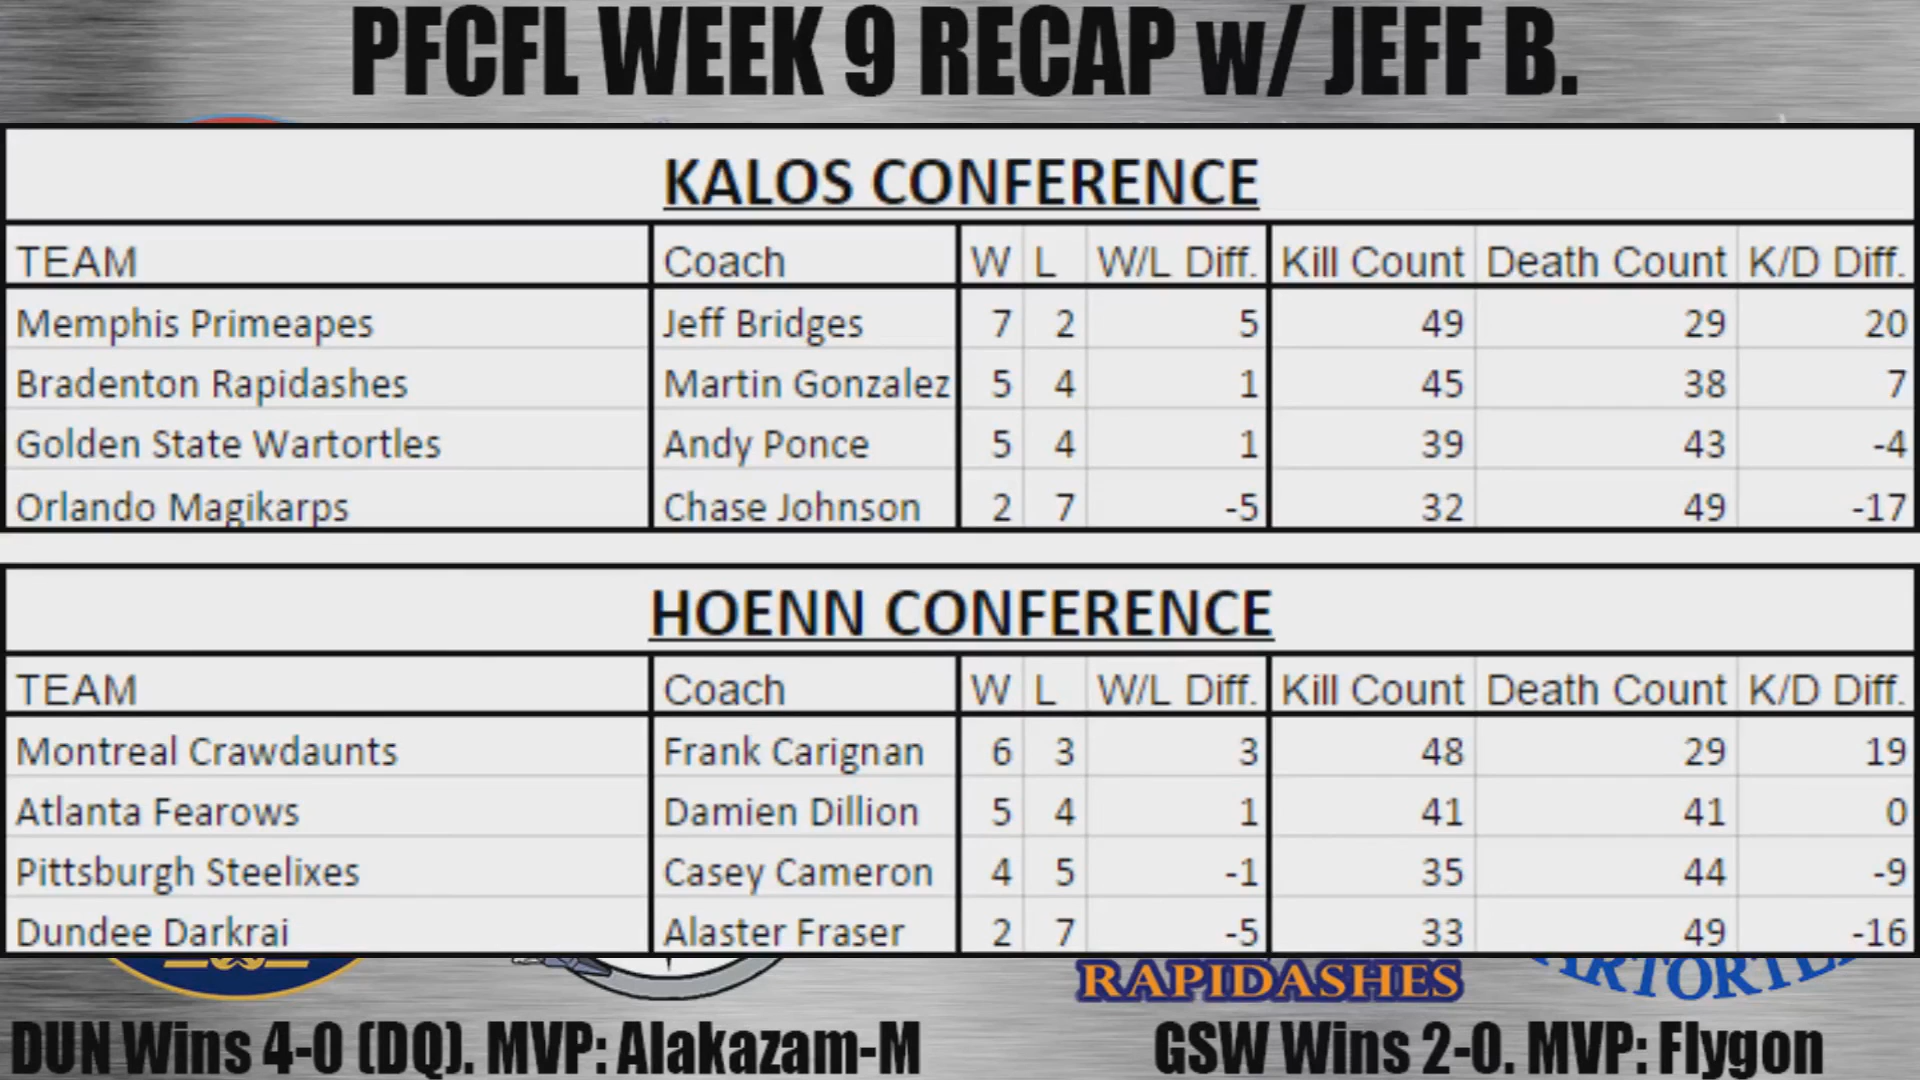 PFCFL WEEK 9 RECAP w/ JEFF B.
KALOS CONFERENCE
TEAM Coach W L W/L Diff. Kill Count Death Count K/D Diff.
Memphis Primeapes Jeff Bridges 7 2 5 49 29 20
Bradenton Rapidashes Martin Gonzalez 5 4 1 45 38 7
Golden State Wartortles Andy Ponce 5 4 1 39 43 -4
Orlando Magikarps Chase Johnson 2 7 -5 32 49 -17
HOENN CONFERENCE
TEAM Coach W L W/L Diff. Kill Count Death Count K/D Diff.
Montreal Crawdaunts Frank Carignan 6 3 3 48 29 19
Atlanta Fearows Damien Dillion 5 4 1 41 41 0
Pittsburgh Steelixes Casey Cameron 4 5 -1 35 44 -9
Dundee Darkrai Alaster Fraser 2 7 -5 33 49 -16
RAPIDASHES
DUN Wins 4-0 (DQ). MVP: Alakazam-M GSW Wins 2-0. MVP: Flygon